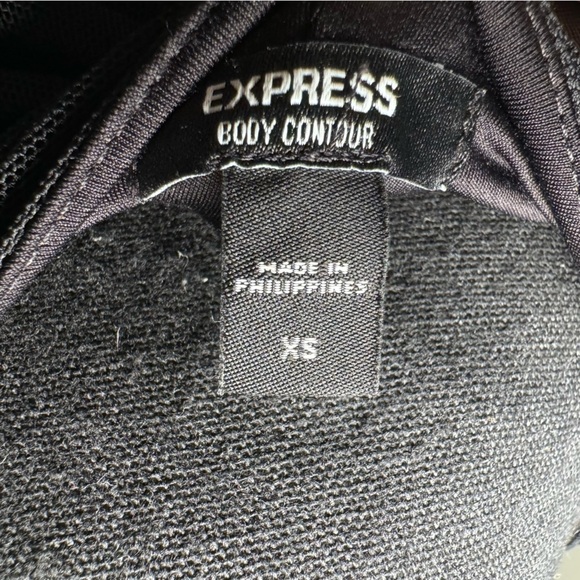 EXPRESS
BODY CONTOUR
MADE IN
PHILIPPINES
XS